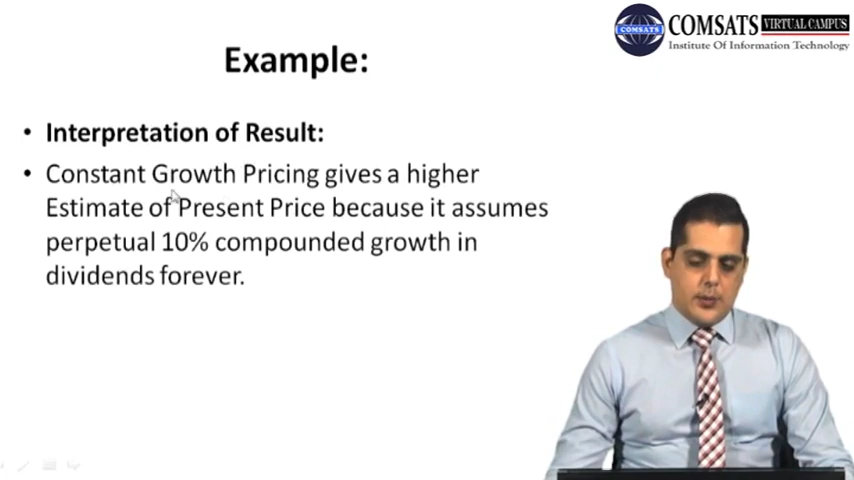 COMSATS VIRTUAL CAMPUS
COMSATS
Institute Of Information Technology
Example:
• Interpretation of Result:
• Constant Growth Pricing gives a higher
Estimate of Present Price because it assumes
perpetual 10% compounded growth in
dividends forever.